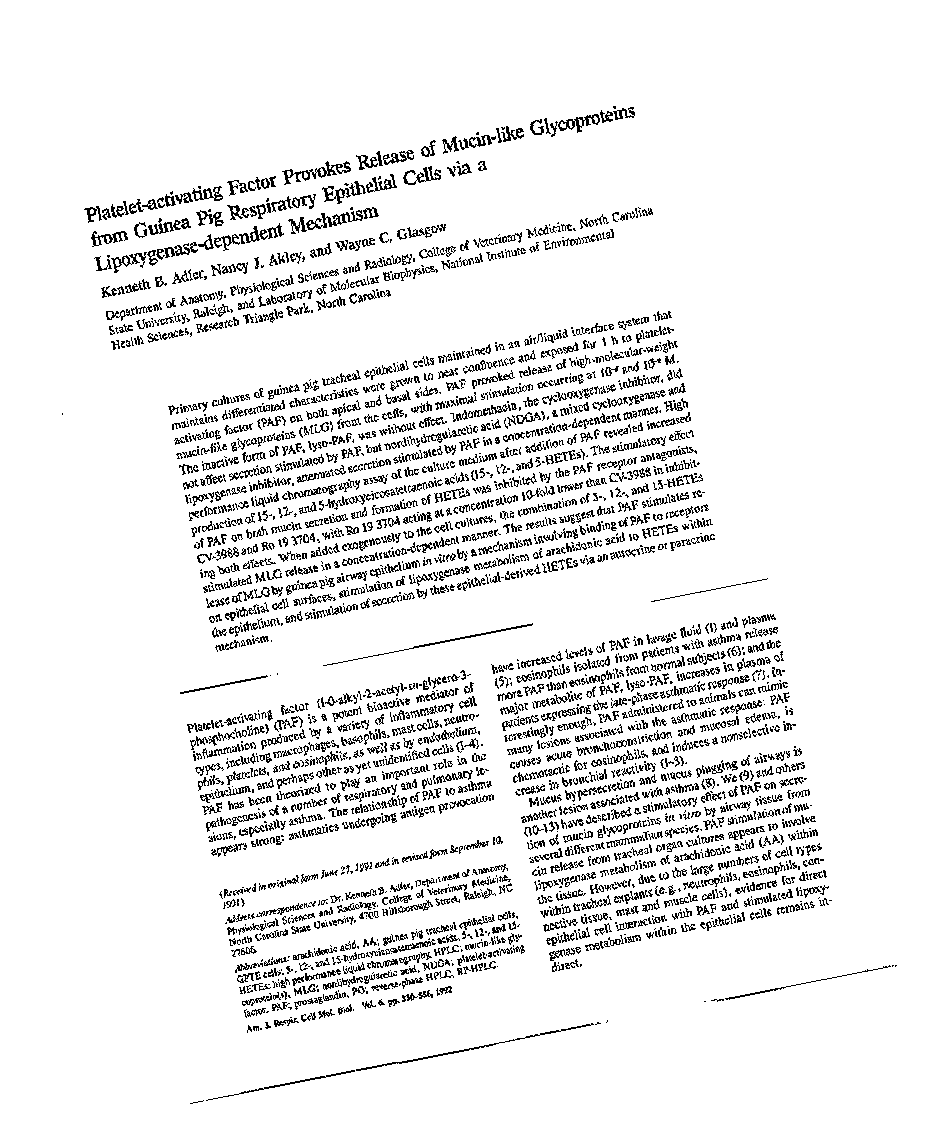 Platelet-activating Factor Provokes Release of Mucin-like Glycoproteins
from Guinea Pig Respiratory Epithelial Cells via a
Lipoxygenase-dependent Mechanism
Kenneth B. Adler, Nancy J. Akley, and Wayne C. Glasgow
Department of Anatomy, Physiological Sciences and Radiology, College of Veterinary Medicine, North Carolina
State University, Raleigh, and Laboratory of Molecular Biophysics, National Institute of Environmental
Health Sciences, Research Triangle Park, North Carolina
Primary cultures of guinea pig tracheal epithelial cells maintained in an air/liquid interface system that
maintains differentiated characteristics were grown to near confluence and exposed for 1 h to platelet-
activating factor (PAF) on both apical and basal sides. PAF provoked release of high-molecular-weight
mucin-like glycoproteins (MLG) from the cells, with maximal stimulation occurring at and M.
The inactive form of PAF, lyso-PAF, was without effect. Indomethacin, the cyclooxygenase inhibitor, did
not affect secretion stimulated by PAF, but nordihydroguaiaretic acid (NDGA), a mixed cyclooxygenase and
lipoxygenase inhibitor, attenuated secretion stimulated by PAF in a concentration-dependent manner. High
performance liquid chromatography assay of the culture medium after addition of PAF revealed increased
production of 15-, 12-, and 5-hydroxyeicosatetraenoic acids (15-, 12-, and 5-HETEs). The stimulatory effect
of PAF on both mucin secretion and formation of HETEs was inhibited by the PAF receptor antagonists,
CV-3988 and Ro 19 3704, with Ro 19 3704 acting at a concentration 10-fold lower than CV-3988 in inhibit-
ing both effects. When added exogenously to the cell cultures, the combination of 5-, 12-, and 15-HETEs
stimulated MLG release in a concentration-dependent manner. The results suggest that PAF stimulates re-
lease of MLG by guinea pig airway epithelium in vitro by a mechanism involving binding of PAF to receptors
on epithelial cell surfaces, stimulation of lipoxygenase metabolism of arachidonic acid to HETEs within
the epithelium, and stimulation of secretion by these epithelial-derived HETEs via an autocrine or paracrine
mechanism.
Platelet-activating factor (1-0-alkyl-2-acetyl-sn-glycero-3-
phosphocholine) (PAF) is a potent bioactive mediator of
inflammation produced by a variety of inflammatory cell
types, including macrophages, basophils, mast cells, neutro-
phils, platelets, and eosinophils, as well as by endothelium,
epithelium, and perhaps other as yet unidentified cells (1-4).
PAF has been theorized to play an important role in the
pathogenesis of a number of respiratory and pulmonary le-
sions, especially asthma. The relationship of PAF to asthma
appears strong: asthmatics undergoing antigen provocation
(Received in original form June 27, 1991 and in revised form September 10,
1991)
Address correspondence to: Dr. Kenneth B. Adler, Department of Anatomy,
Physiological Sciences and Radiology, College of Veterinary Medicine,
North Carolina State University, 4700 Hillsborough Street, Raleigh, NC
27606.
Abbreviations: arachidonic acid, AA; guinea pig tracheal epithelial cells,
GPTE cells; 5-, 12-, and 15-hydroxyeicosatetraenoic acids, 5-, 12-, and 15-
HETEs; high performance liquid chromatography, HPLC; mucin-like gly-
coprotein(s), MLG; nordihydroguaiaretic acid, NDGA; platelet-activating
factor, PAF; prostaglandin, PG; reverse-phase HPLC, RP-HPLC.
Am. J. Respir. Cell Mol. Biol. Vol. 6. pp. 1992
have increased levels of PAF in lavage fluid (1) and plasma
(5); eosinophils isolated from patients with asthma release
more PAF than eosinophils from normal subjects (6); and the
major metabolite of PAF, lyso-PAF, increases in plasma of
patients expressing the late-phase asthmatic response (7). In-
terestingly enough, PAF administered to animals can mimic
many lesions associated with the asthmatic response: PAF
causes acute bronchoconstriction and mucosal edema, is
chemotactic for eosinophils, and induces a nonselective in-
crease in bronchial reactivity (1-3).
Mucus hypersecretion and mucus plugging of airways is
another lesion associated with asthma (8). We (9) and others
(10-13) have described a stimulatory effect of PAF on secre-
tion of mucin glycoproteins in vitro by airway tissue from
several different mammalian species. PAF stimulation of mu-
cin release from tracheal organ cultures appears to involve
lipoxygenase metabolism of arachidonic acid (AA) within
the tissue. However, due to the large numbers of cell types
within tracheal explants (e.g., neutrophils, eosinophils, con-
nective tissue, mast and muscle cells), evidence for direct
epithelial cell interaction with PAF and stimulated lipoxy-
genase metabolism within the epithelial cells remains in-
direct.